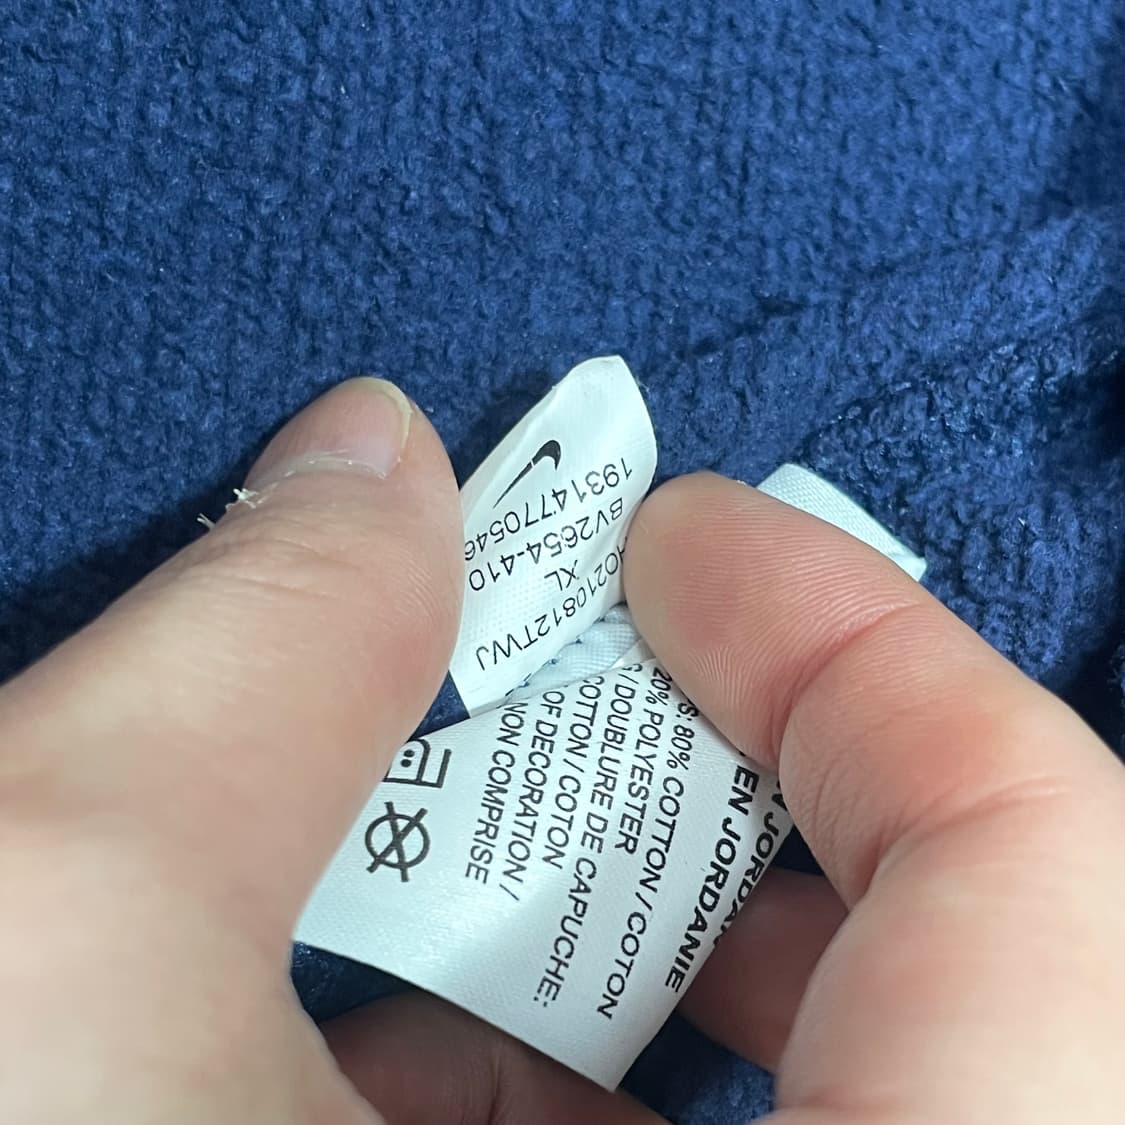 193147770546
BV2654-410
XL
HO210812TWJ
EN JORDANIE
S: 80% COTTON / COTON
20% POLYESTER
/ DOUBLURE DE CAPUCHE:
COTTON / COTON
OF DECORATION /
NON COMPRISE